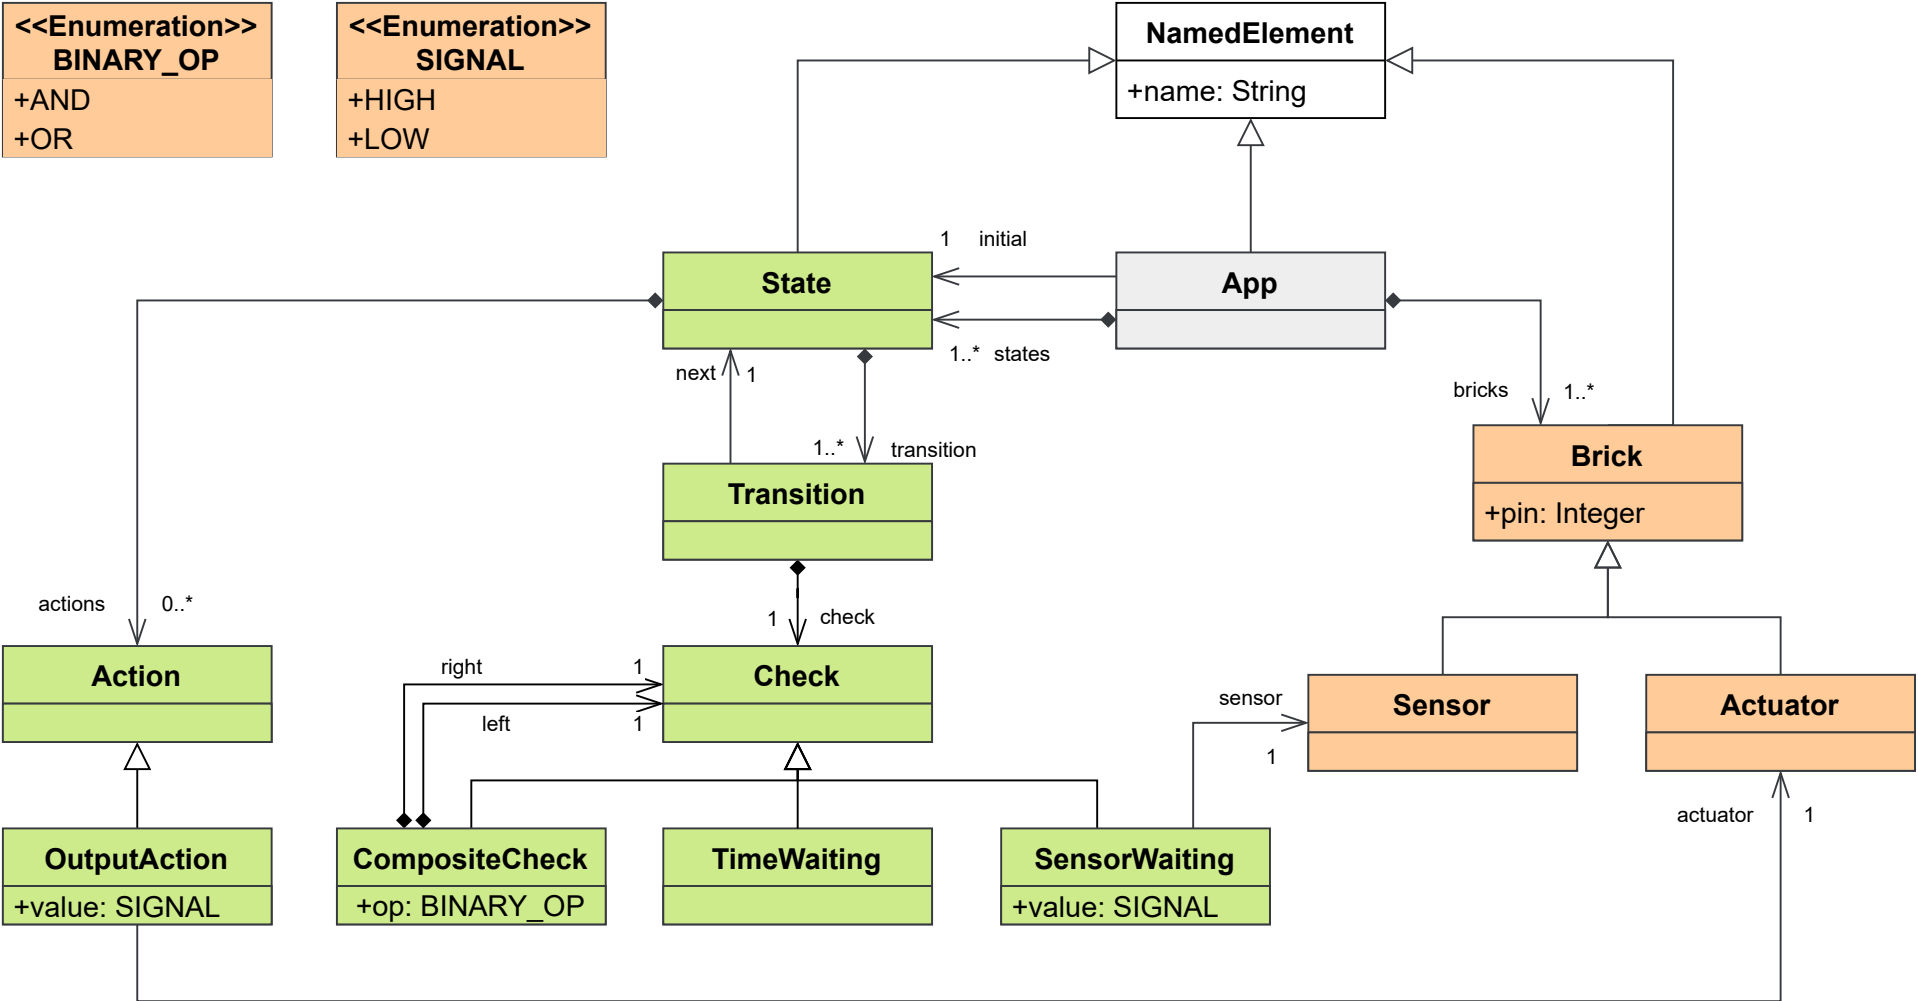 <<Enumeration>>
BINARY_OP
+AND
+OR
<<Enumeration>>
SIGNAL
+HIGH
+LOW
NamedElement
+name: String
1 initial
State
App
1..* states
next 1
bricks 1..*
1..* transition
Brick
+pin: Integer
Transition
actions 0..*
1 check
Action
right 1
Check
left 1
sensor
1
Sensor
Actuator
actuator 1
OutputAction
+value: SIGNAL
CompositeCheck
+op: BINARY_OP
TimeWaiting
SensorWaiting
+value: SIGNAL